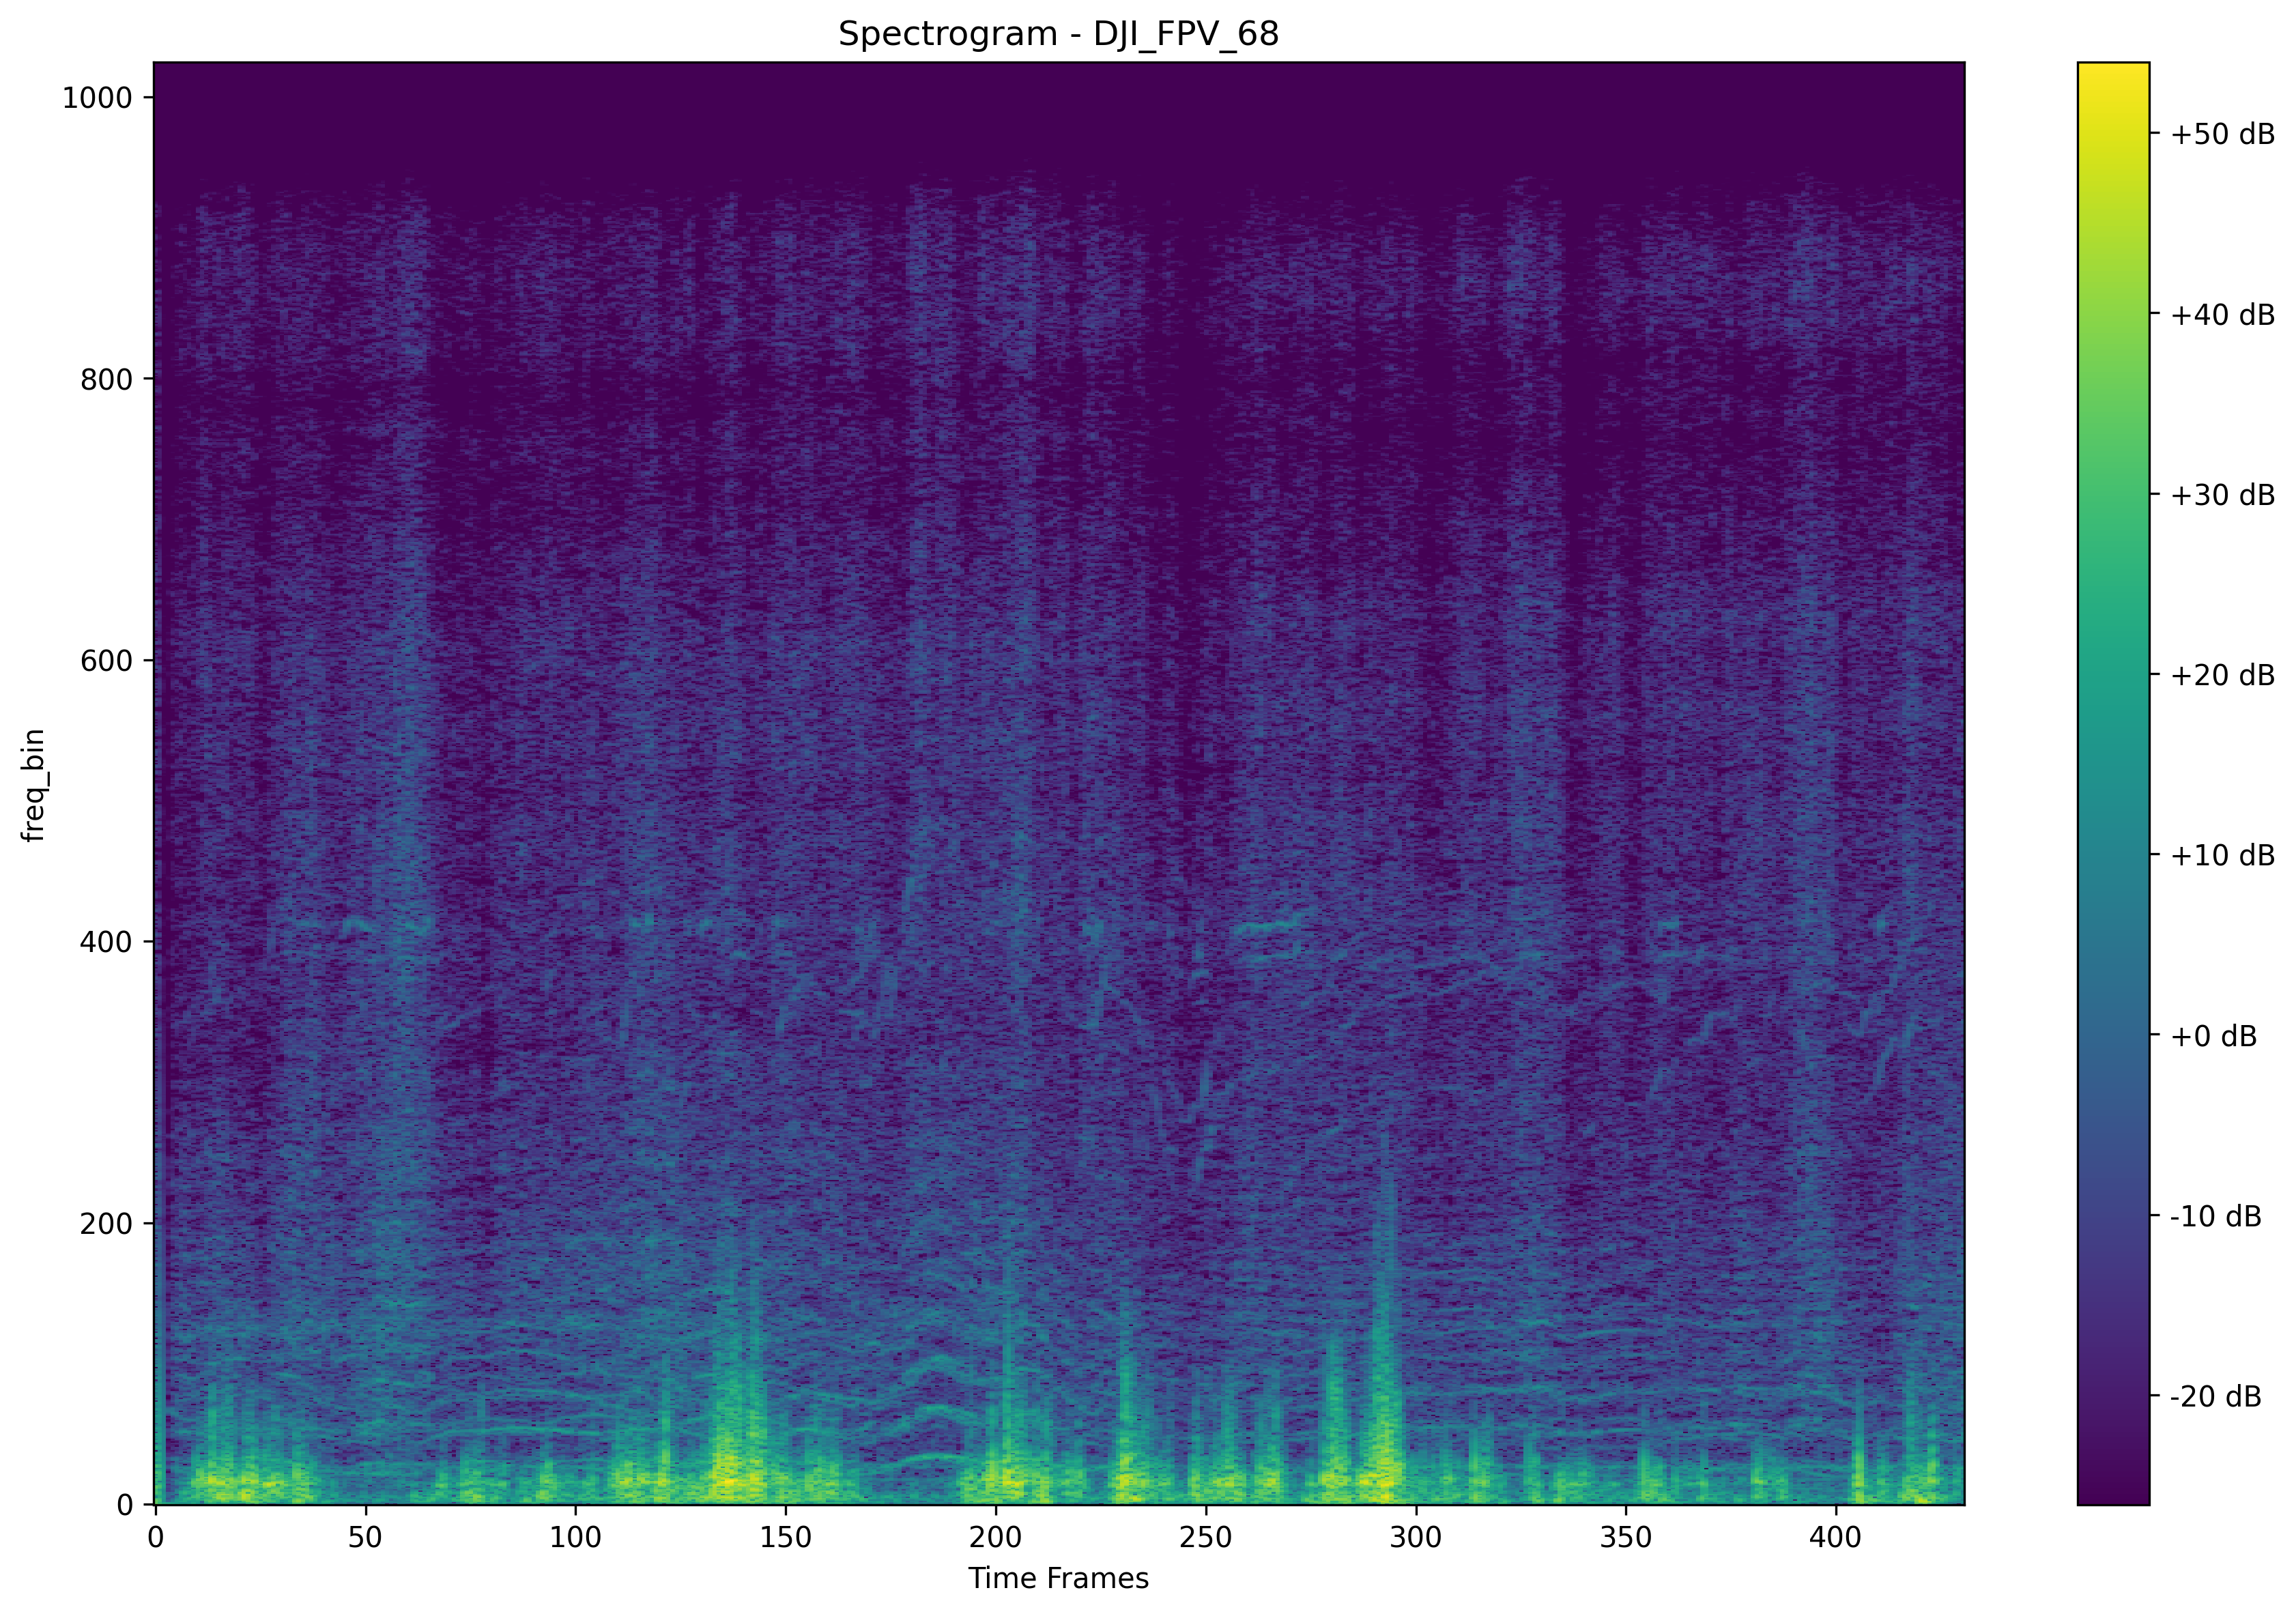 Spectrogram - DJI_FPV_68
1000
800
600
400
200
0
freq_bin
0 50 100 150 200 250 300 350 400
Time Frames
+50 dB
+40 dB
+30 dB
+20 dB
+10 dB
+0 dB
-10 dB
-20 dB